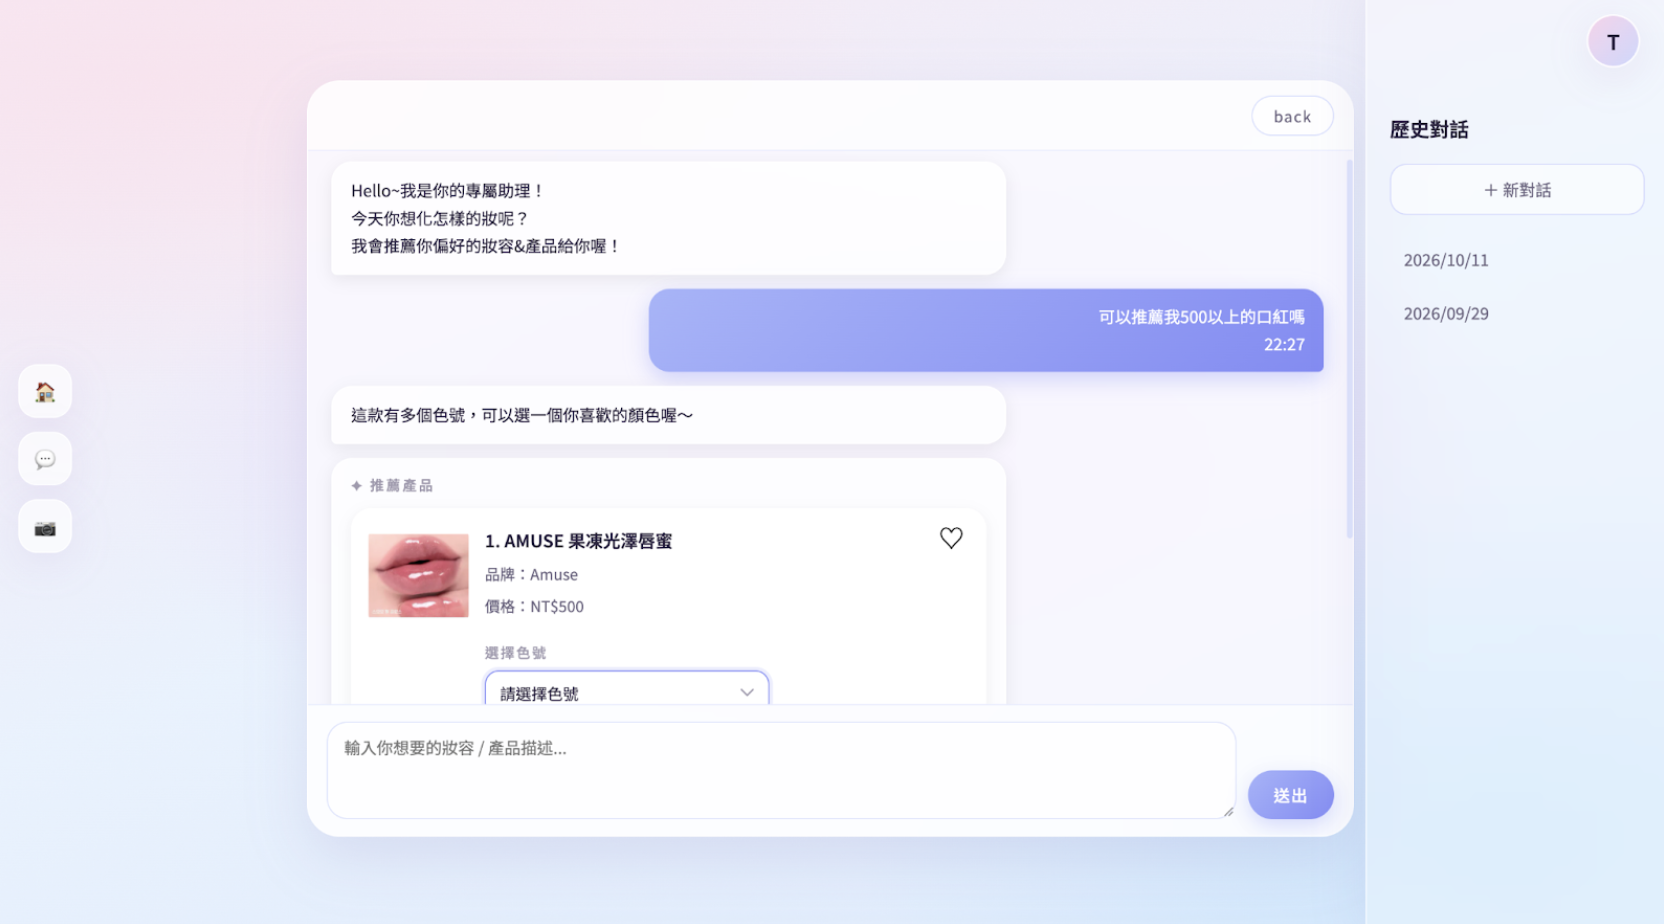 T
back
歷史對話
＋新對話
2026/10/11
2026/09/29
Hello~我是你的專屬助理！
今天你想化怎樣的妝呢？
我會推薦你偏好的妝容&產品給你喔！
可以推薦我500以上的口紅嗎
22:27
這款有多個色號，可以選一個你喜歡的顏色喔～
✦ 推薦產品
1. AMUSE 果凍光澤唇蜜
品牌：Amuse
價格：NT$500
選擇色號
請選擇色號
輸入你想要的妝容 / 產品描述...
送出